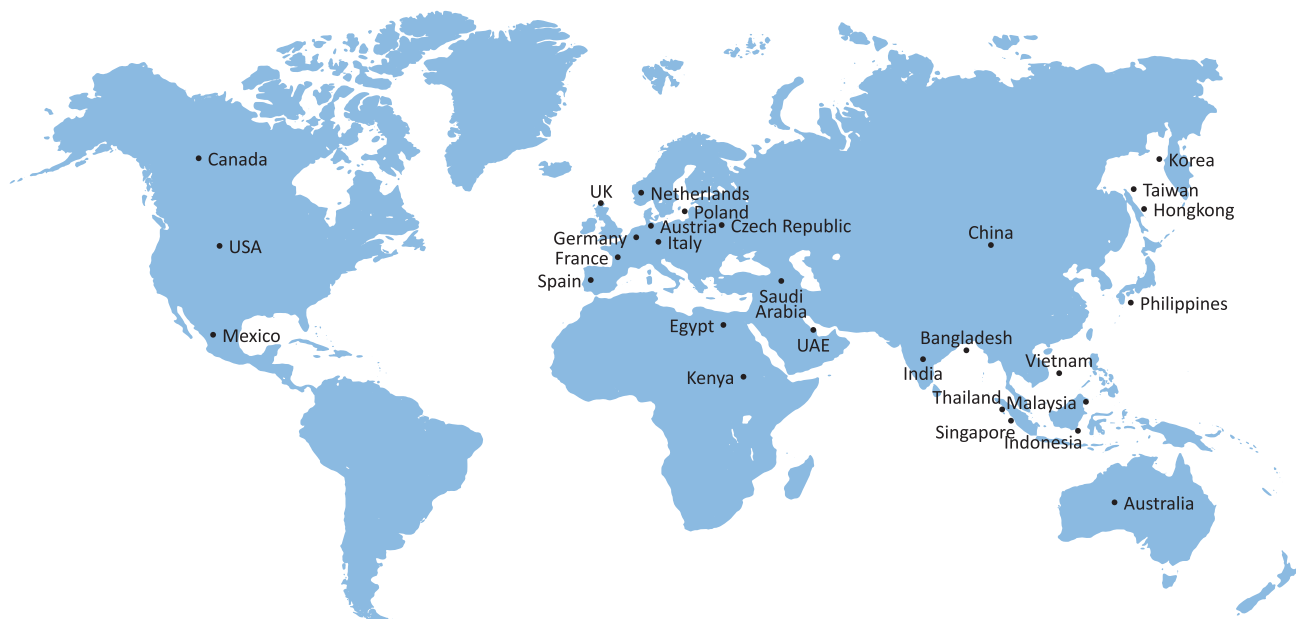 Canada
Korea
UK
Netherlands
Taiwan
Poland
Hongkong
Austria
Czech Republic
Germany
Italy
China
USA
France
Spain
Saudi
Arabia
Philippines
Egypt
Mexico
UAE
Bangladesh
Vietnam
India
Kenya
Thailand
Malaysia
Singapore
Indonesia
Australia